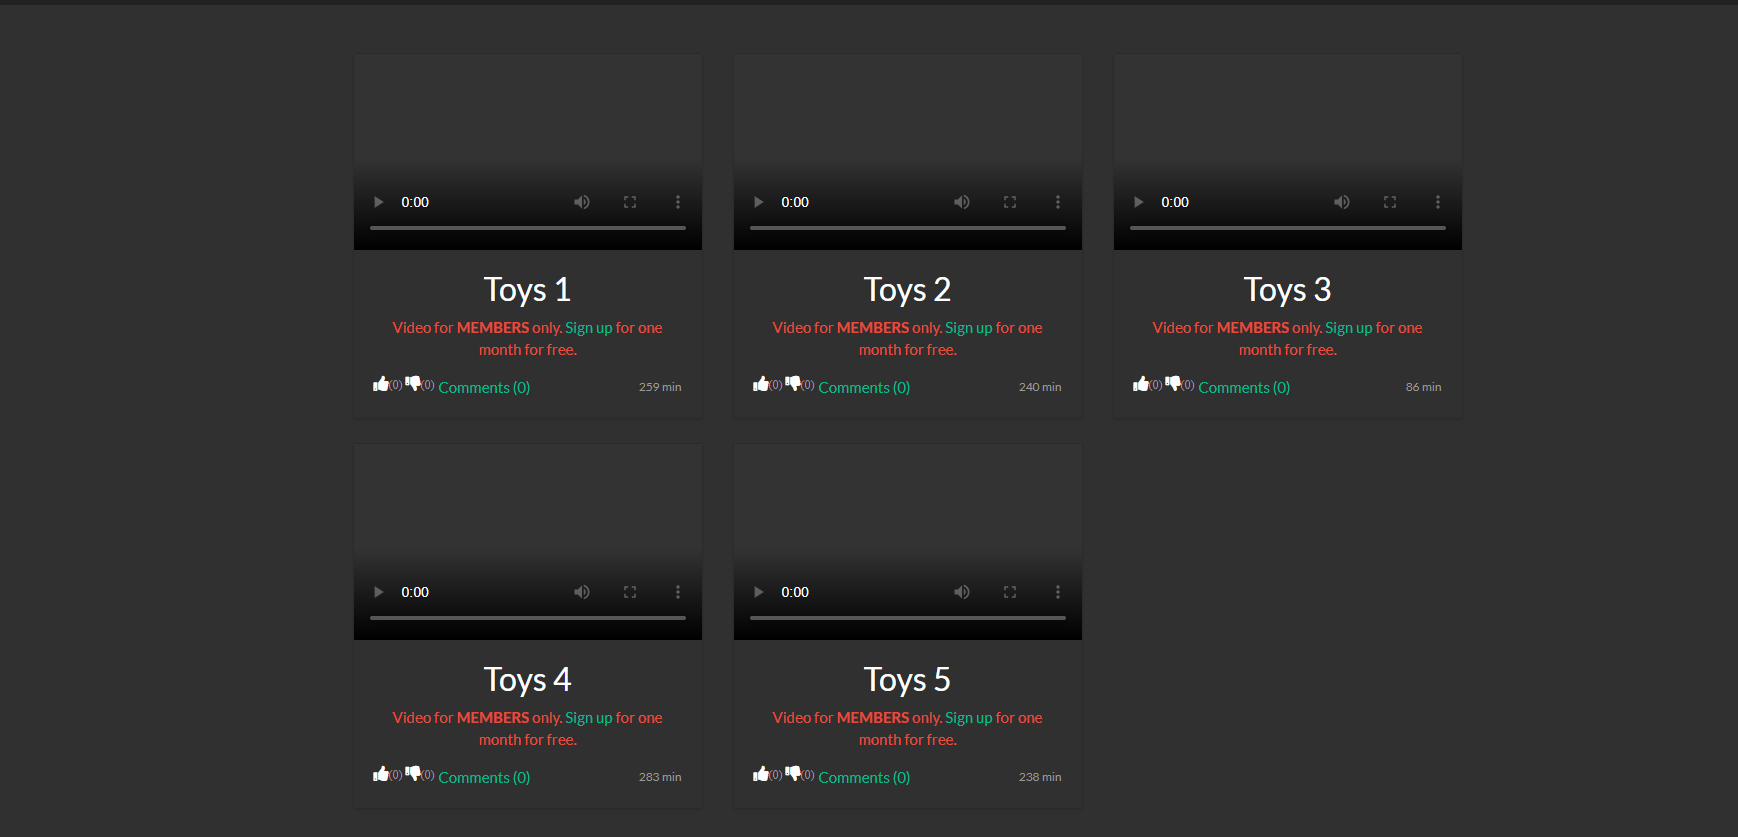 0:00
0:00
0:00
Toys 1
Video for MEMBERS only. Sign up for one
month for free.
(0) (0) Comments (0) 259 min
Toys 2
Video for MEMBERS only. Sign up for one
month for free.
(0) (0) Comments (0) 240 min
Toys 3
Video for MEMBERS only. Sign up for one
month for free.
(0) (0) Comments (0) 86 min
0:00
0:00
Toys 4
Video for MEMBERS only. Sign up for one
month for free.
(0) (0) Comments (0) 283 min
Toys 5
Video for MEMBERS only. Sign up for one
month for free.
(0) (0) Comments (0) 238 min